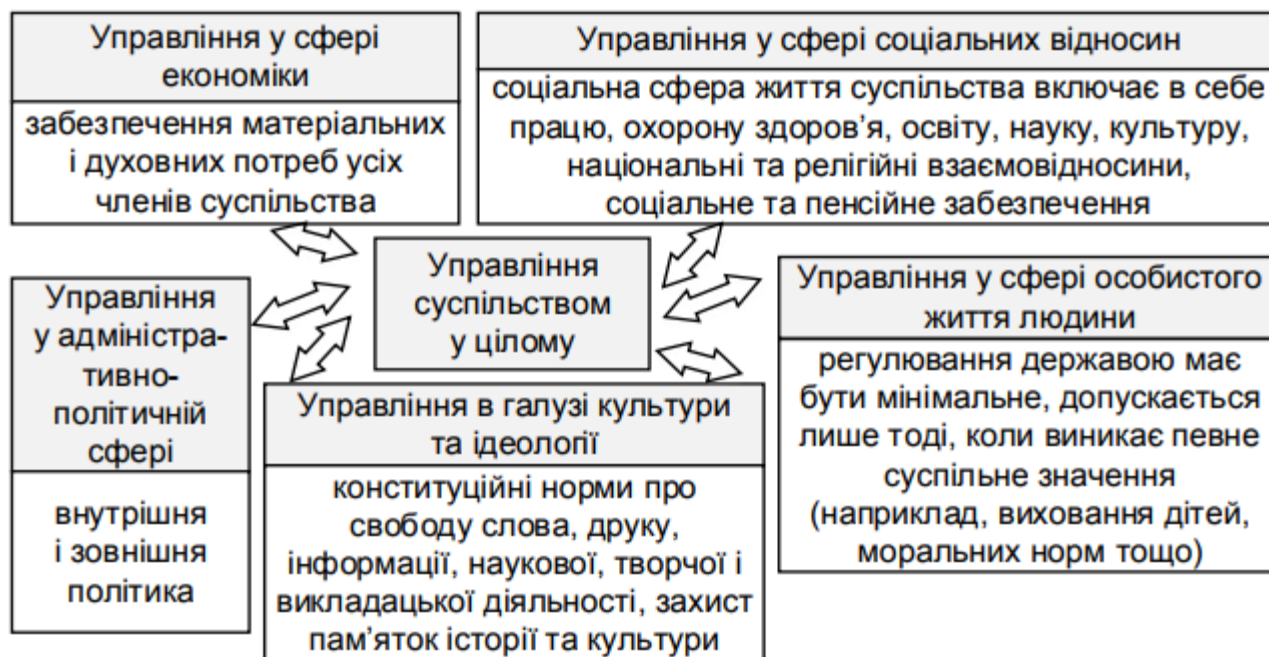 Управління у сфері
економіки
забезпечення матеріальних
і духовних потреб усіх
членів суспільства
Управління у сфері соціальних відносин
соціальна сфера життя суспільства включає в себе
працю, охорону здоров’я, освіту, науку, культуру,
національні та релігійні взаємовідносини,
соціальне та пенсійне забезпечення
Управління
суспільством
у цілому
Управління
у адміністра-
тивно-
політичній
сфері
внутрішня
і зовнішня
політика
Управління в галузі культури
та ідеології
конституційні норми про
свободу слова, друку,
інформації, наукової, творчої і
викладацької діяльності, захист
пам’яток історії та культури
Управління у сфері особистого
життя людини
регулювання державою має
бути мінімальне, допускається
лише тоді, коли виникає певне
суспільне значення
(наприклад, виховання дітей,
моральних норм тощо)